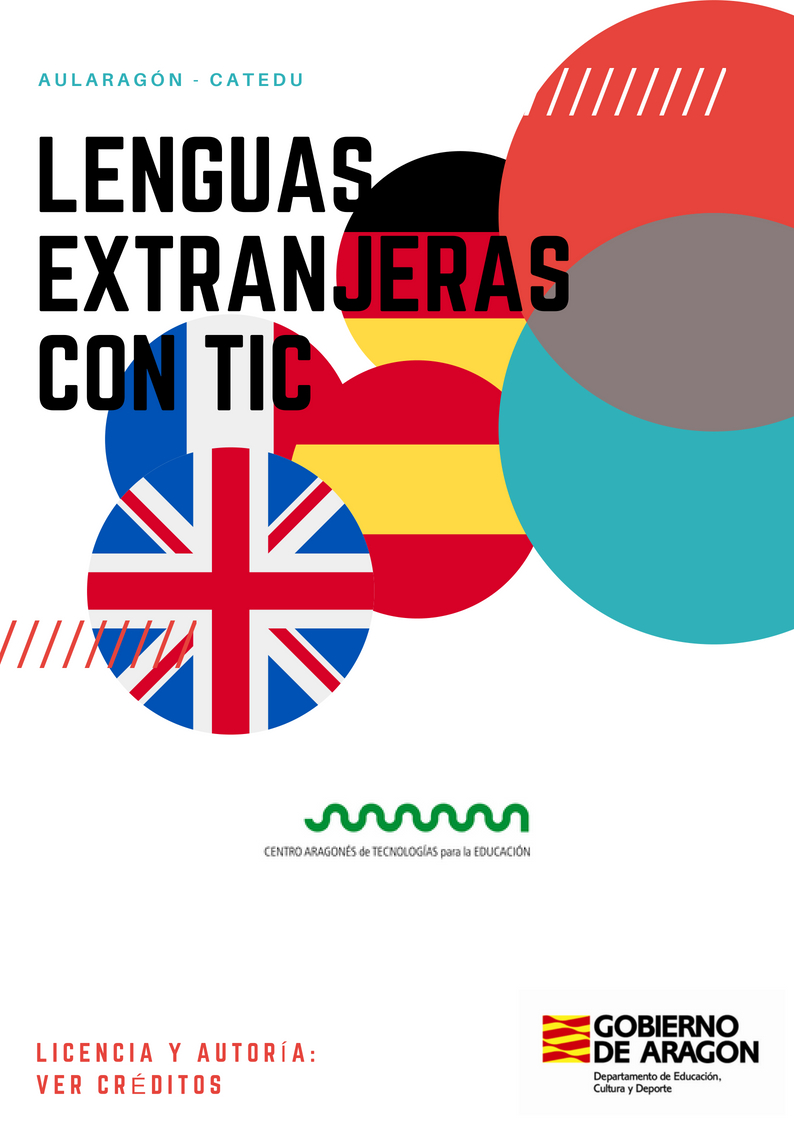 AULARAGÓN - CATEDU
LENGUAS
EXTRANJERAS
CON TIC
CENTRO ARAGONÉS de TECNOLOGÍAS para la EDUCACIÓN
LICENCIA Y AUTORÍA:
VER CRÉDITOS
GOBIERNO
DE ARAGON
Departamento de Educación,
Cultura y Deporte